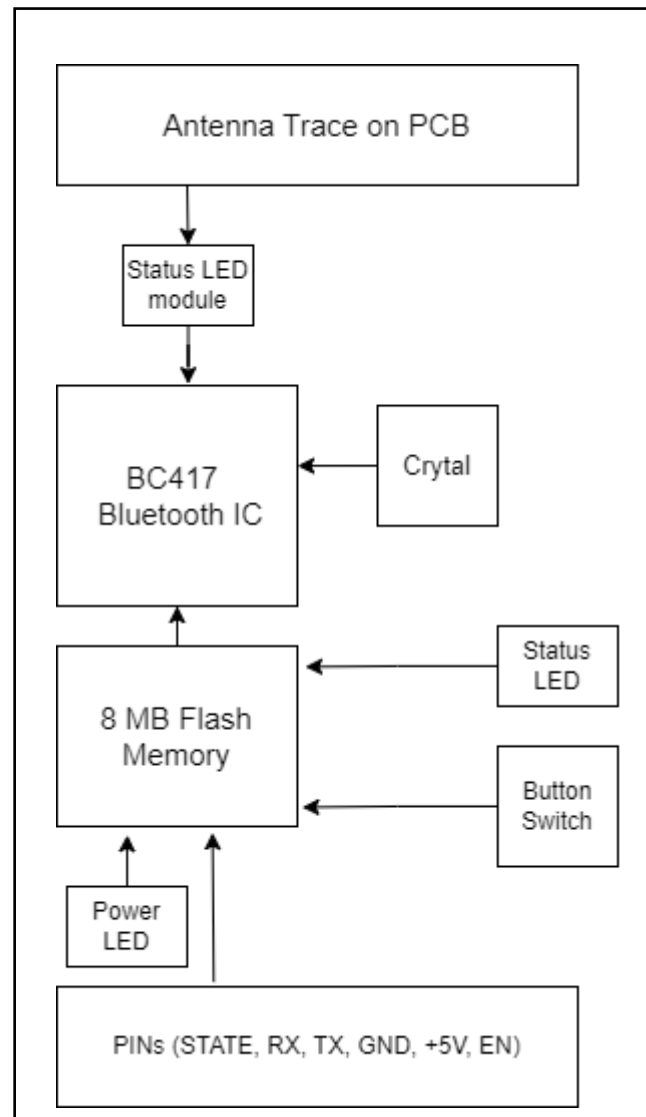 Antenna Trace on PCB
Status LED
module
BC417
Bluetooth IC
Crytal
8 MB Flash
Memory
Status
LED
Button
Switch
Power
LED
PINs (STATE, RX, TX, GND, +5V, EN)